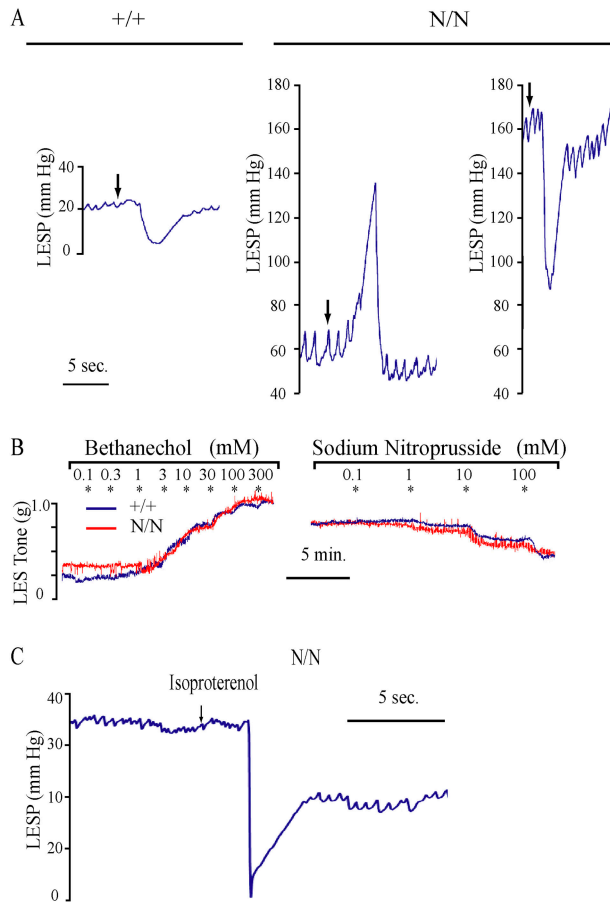 A
+/+
N/N
LESP (mm Hg)
40
20
0
5 sec.
LESP (mm Hg)
180
160
140
120
100
80
60
40
LESP (mm Hg)
180
160
140
120
100
80
60
40
B
Bethanechol (mM)
0.1 0.3 1 3 10 30 100 300
* * * * * * * *
LES Tone (g)
1.0
0
+/+
N/N
Sodium Nitroprusside (mM)
0.1 1 10 100
* * * *
5 min.
C
N/N
Isoproterenol
5 sec.
LESP (mm Hg)
40
30
10
20
0